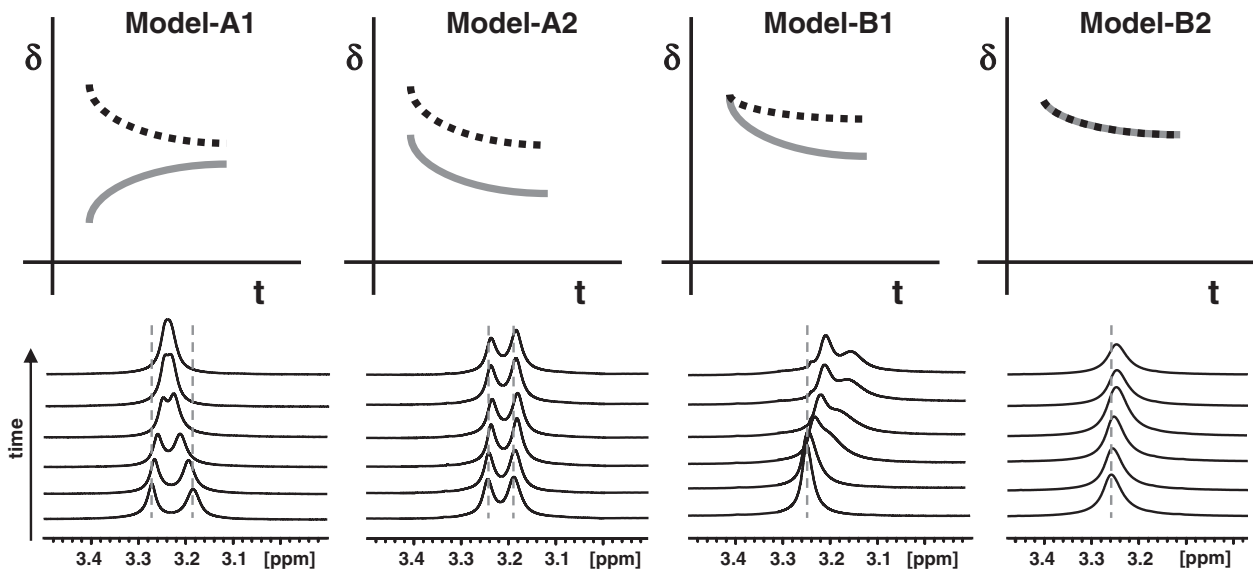 Model-A1 Model-A2 Model-B1 Model-B2
δ δ δ δ
t t t t
time
3.4 3.3 3.2 3.1 [ppm] 3.4 3.3 3.2 3.1 [ppm] 3.4 3.3 3.2 3.1 [ppm] 3.4 3.3 3.2 [ppm]